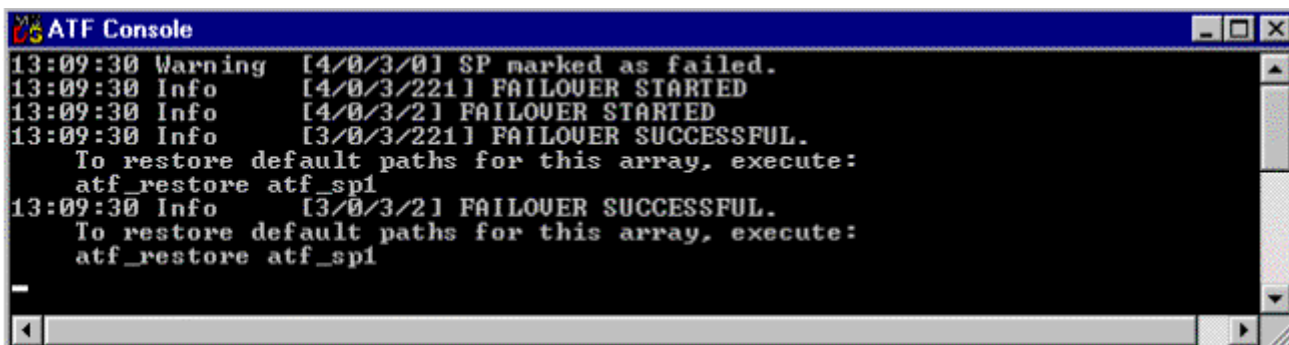 ATF Console
13:09:30 Warning [4/0/3/0] SP marked as failed.
13:09:30 Info [4/0/3/221] FAILOVER STARTED
13:09:30 Info [4/0/3/2] FAILOVER STARTED
13:09:30 Info [3/0/3/221] FAILOVER SUCCESSFUL.
To restore default paths for this array, execute:
atf_restore atf_sp1
13:09:30 Info [3/0/3/2] FAILOVER SUCCESSFUL.
To restore default paths for this array, execute:
atf_restore atf_sp1